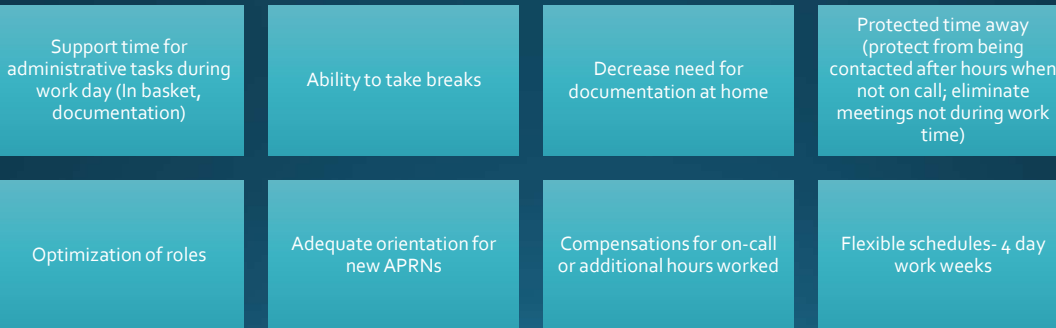 Support time for
administrative tasks during
work day (In basket,
documentation)
Ability to take breaks
Decrease need for
documentation at home
Protected time away
(protect from being
contacted after hours when
not on call; eliminate
meetings not during work
time)
Optimization of roles
Adequate orientation for
new APRNs
Compensations for on-call
or additional hours worked
Flexible schedules- 4 day
work weeks